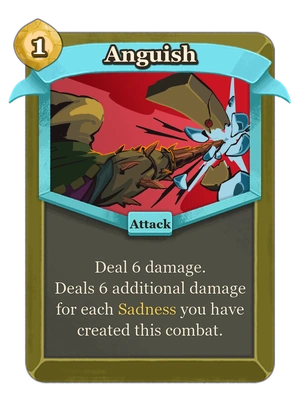 1
Anguish
Attack
Deal 6 damage.
Deals 6 additional damage
for each Sadness you have
created this combat.